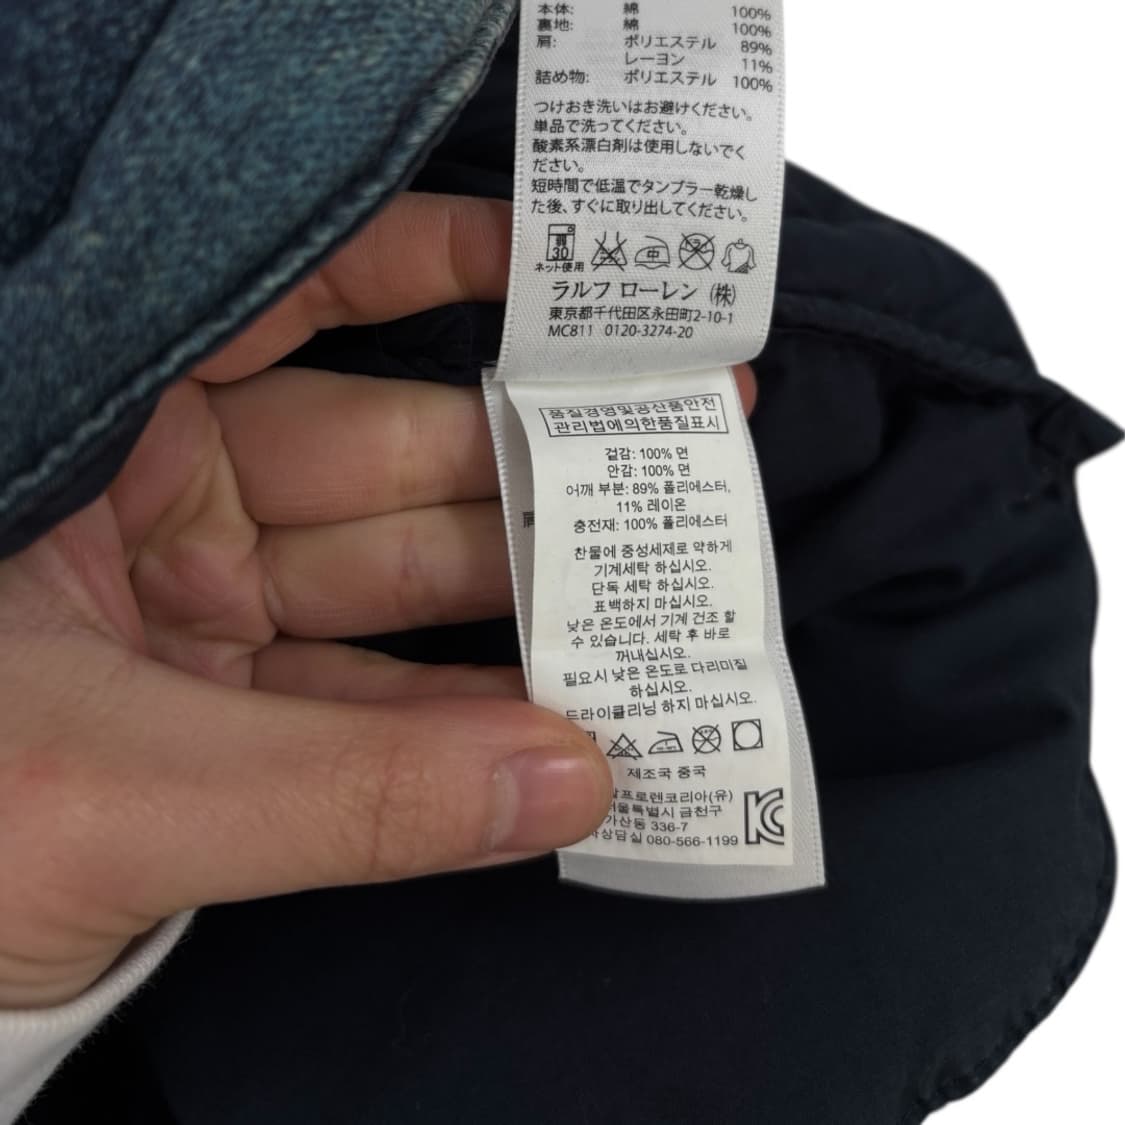 本体: 綿 100%
裏地: 綿 100%
肩: ポリエステル 89%
レーヨン 11%
詰め物: ポリエステル 100%
つけおき洗いはお避けください。
単品で洗ってください。
酸素系漂白剤は使用しないでく
ださい。
短時間で低温でタンブラー乾燥し
た後、すぐに取り出してください。
弱
30
ネット使用
中
ラルフ ローレン (株)
東京都千代田区永田町2-10-1
MC811 0120-3274-20
품질경영및공산품안전
관리법에의한품질표시
겉감: 100% 면
안감: 100% 면
어깨 부분: 89% 폴리에스터,
11% 레이온
충전재: 100% 폴리에스터
찬물에 중성세제로 약하게
기계세탁 하십시오.
단독 세탁 하십시오.
표백하지 마십시오.
낮은 온도에서 기계 건조 할
수 있습니다. 세탁 후 바로
꺼내십시오.
필요시 낮은 온도로 다리미질
하십시오.
드라이클리닝 하지 마십시오.
제조국 중국
랄프로렌코리아(유)
서울특별시 금천구
가산동 336-7
상담실 080-566-1199
KC